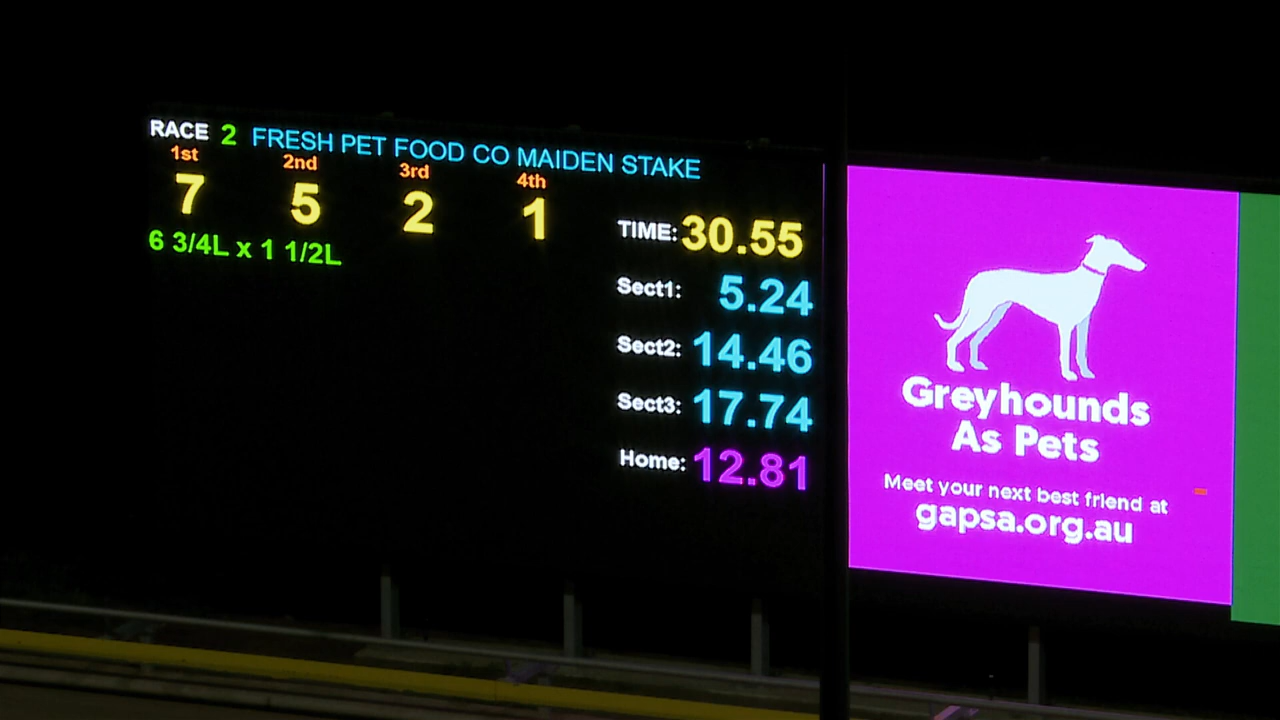 RACE 2 FRESH PET FOOD CO MAIDEN STAKE
1st 2nd 3rd 4th
7 5 2 1
6 3/4L x 1 1/2L
TIME: 30.55
Sect1: 5.24
Sect2: 14.46
Sect3: 17.74
Home: 12.81
Greyhounds
As Pets
Meet your next best friend at
gapsa.org.au